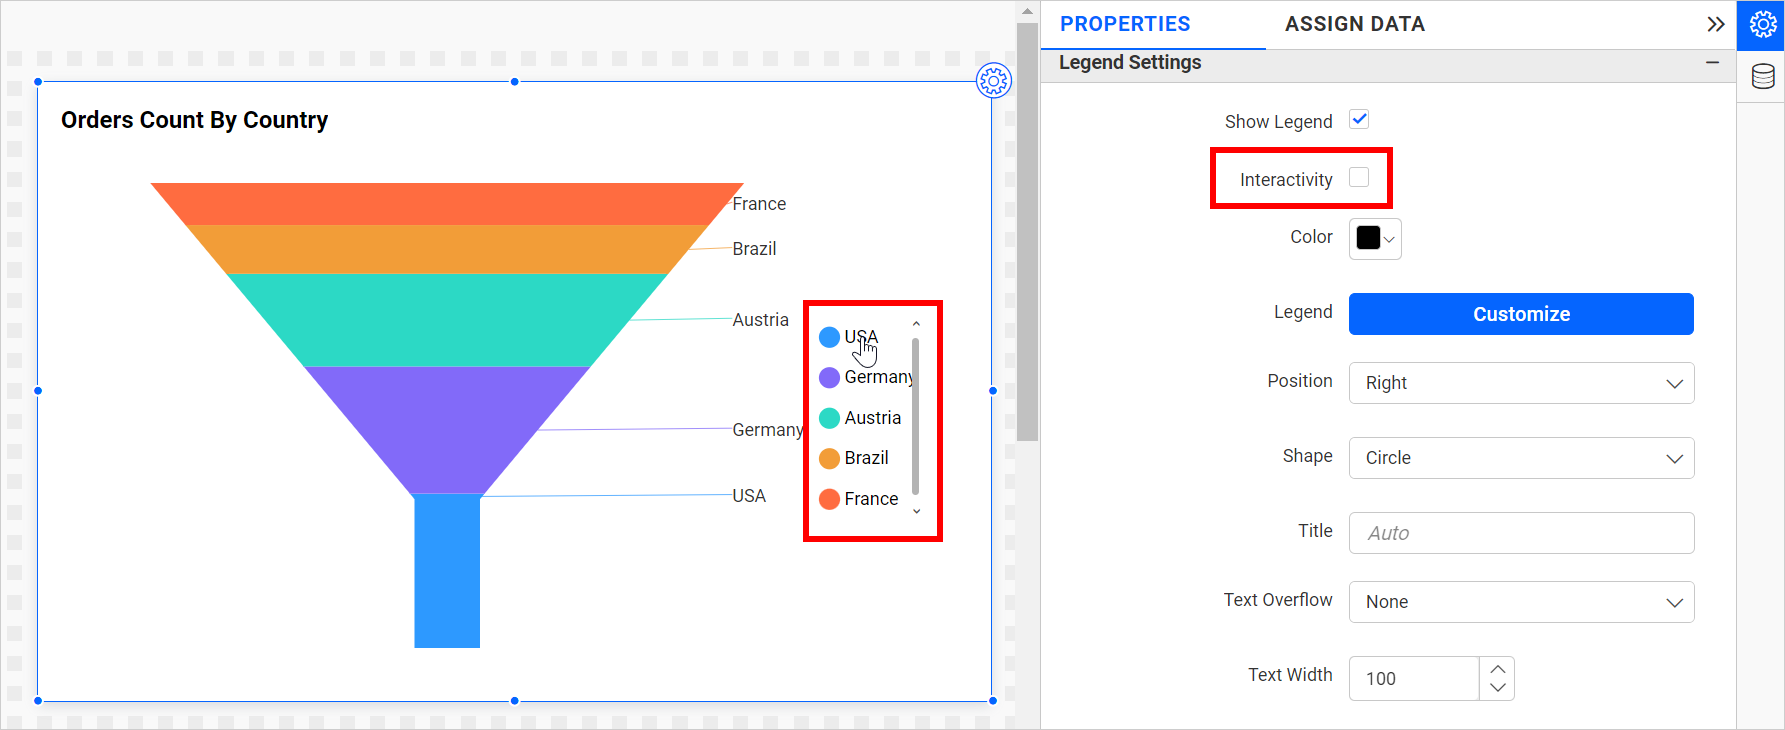 Orders Count By Country
France
Brazil
Austria
Germany
USA
USA
Germany
Austria
Brazil
France
PROPERTIES
ASSIGN DATA
Legend Settings
Show Legend
Interactivity
Color
Legend
Customize
Position
Right
Shape
Circle
Title
Auto
Text Overflow
None
Text Width
100